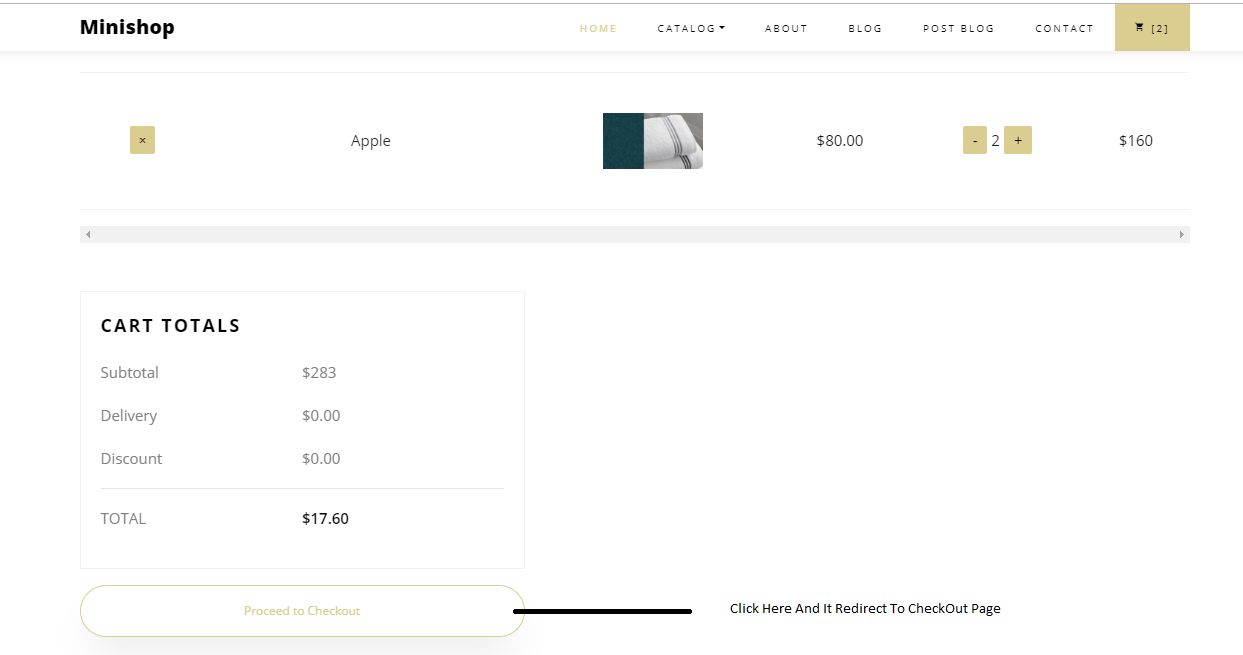 Minishop
HOME CATALOG ABOUT BLOG POST BLOG CONTACT [2]
× Apple $80.00 - 2 + $160
CART TOTALS
Subtotal $283
Delivery $0.00
Discount $0.00
TOTAL $17.60
Proceed to Checkout
Click Here And It Redirect To CheckOut Page